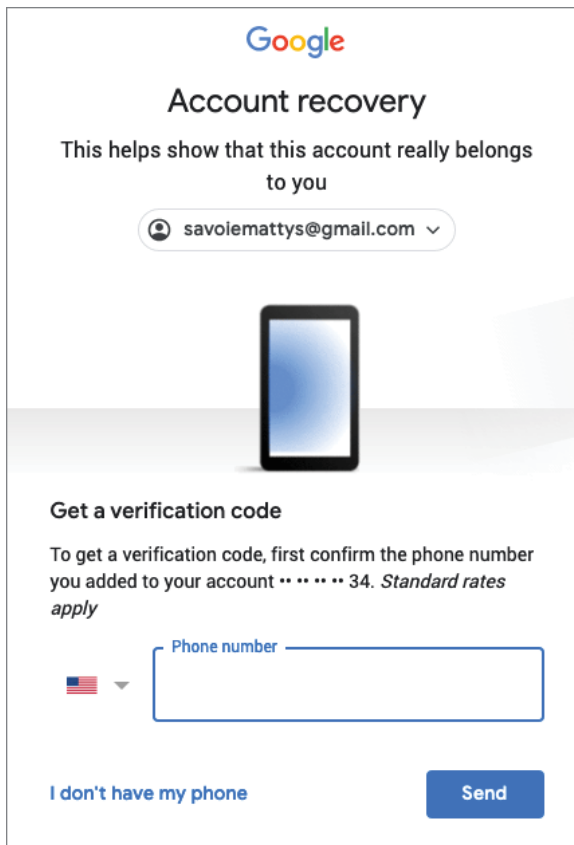 Google
Account recovery
This helps show that this account really belongs
to you
savoiemattys@gmail.com
Get a verification code
To get a verification code, first confirm the phone number
you added to your account •• •• •• •• 34. Standard rates
apply
Phone number
I don't have my phone
Send